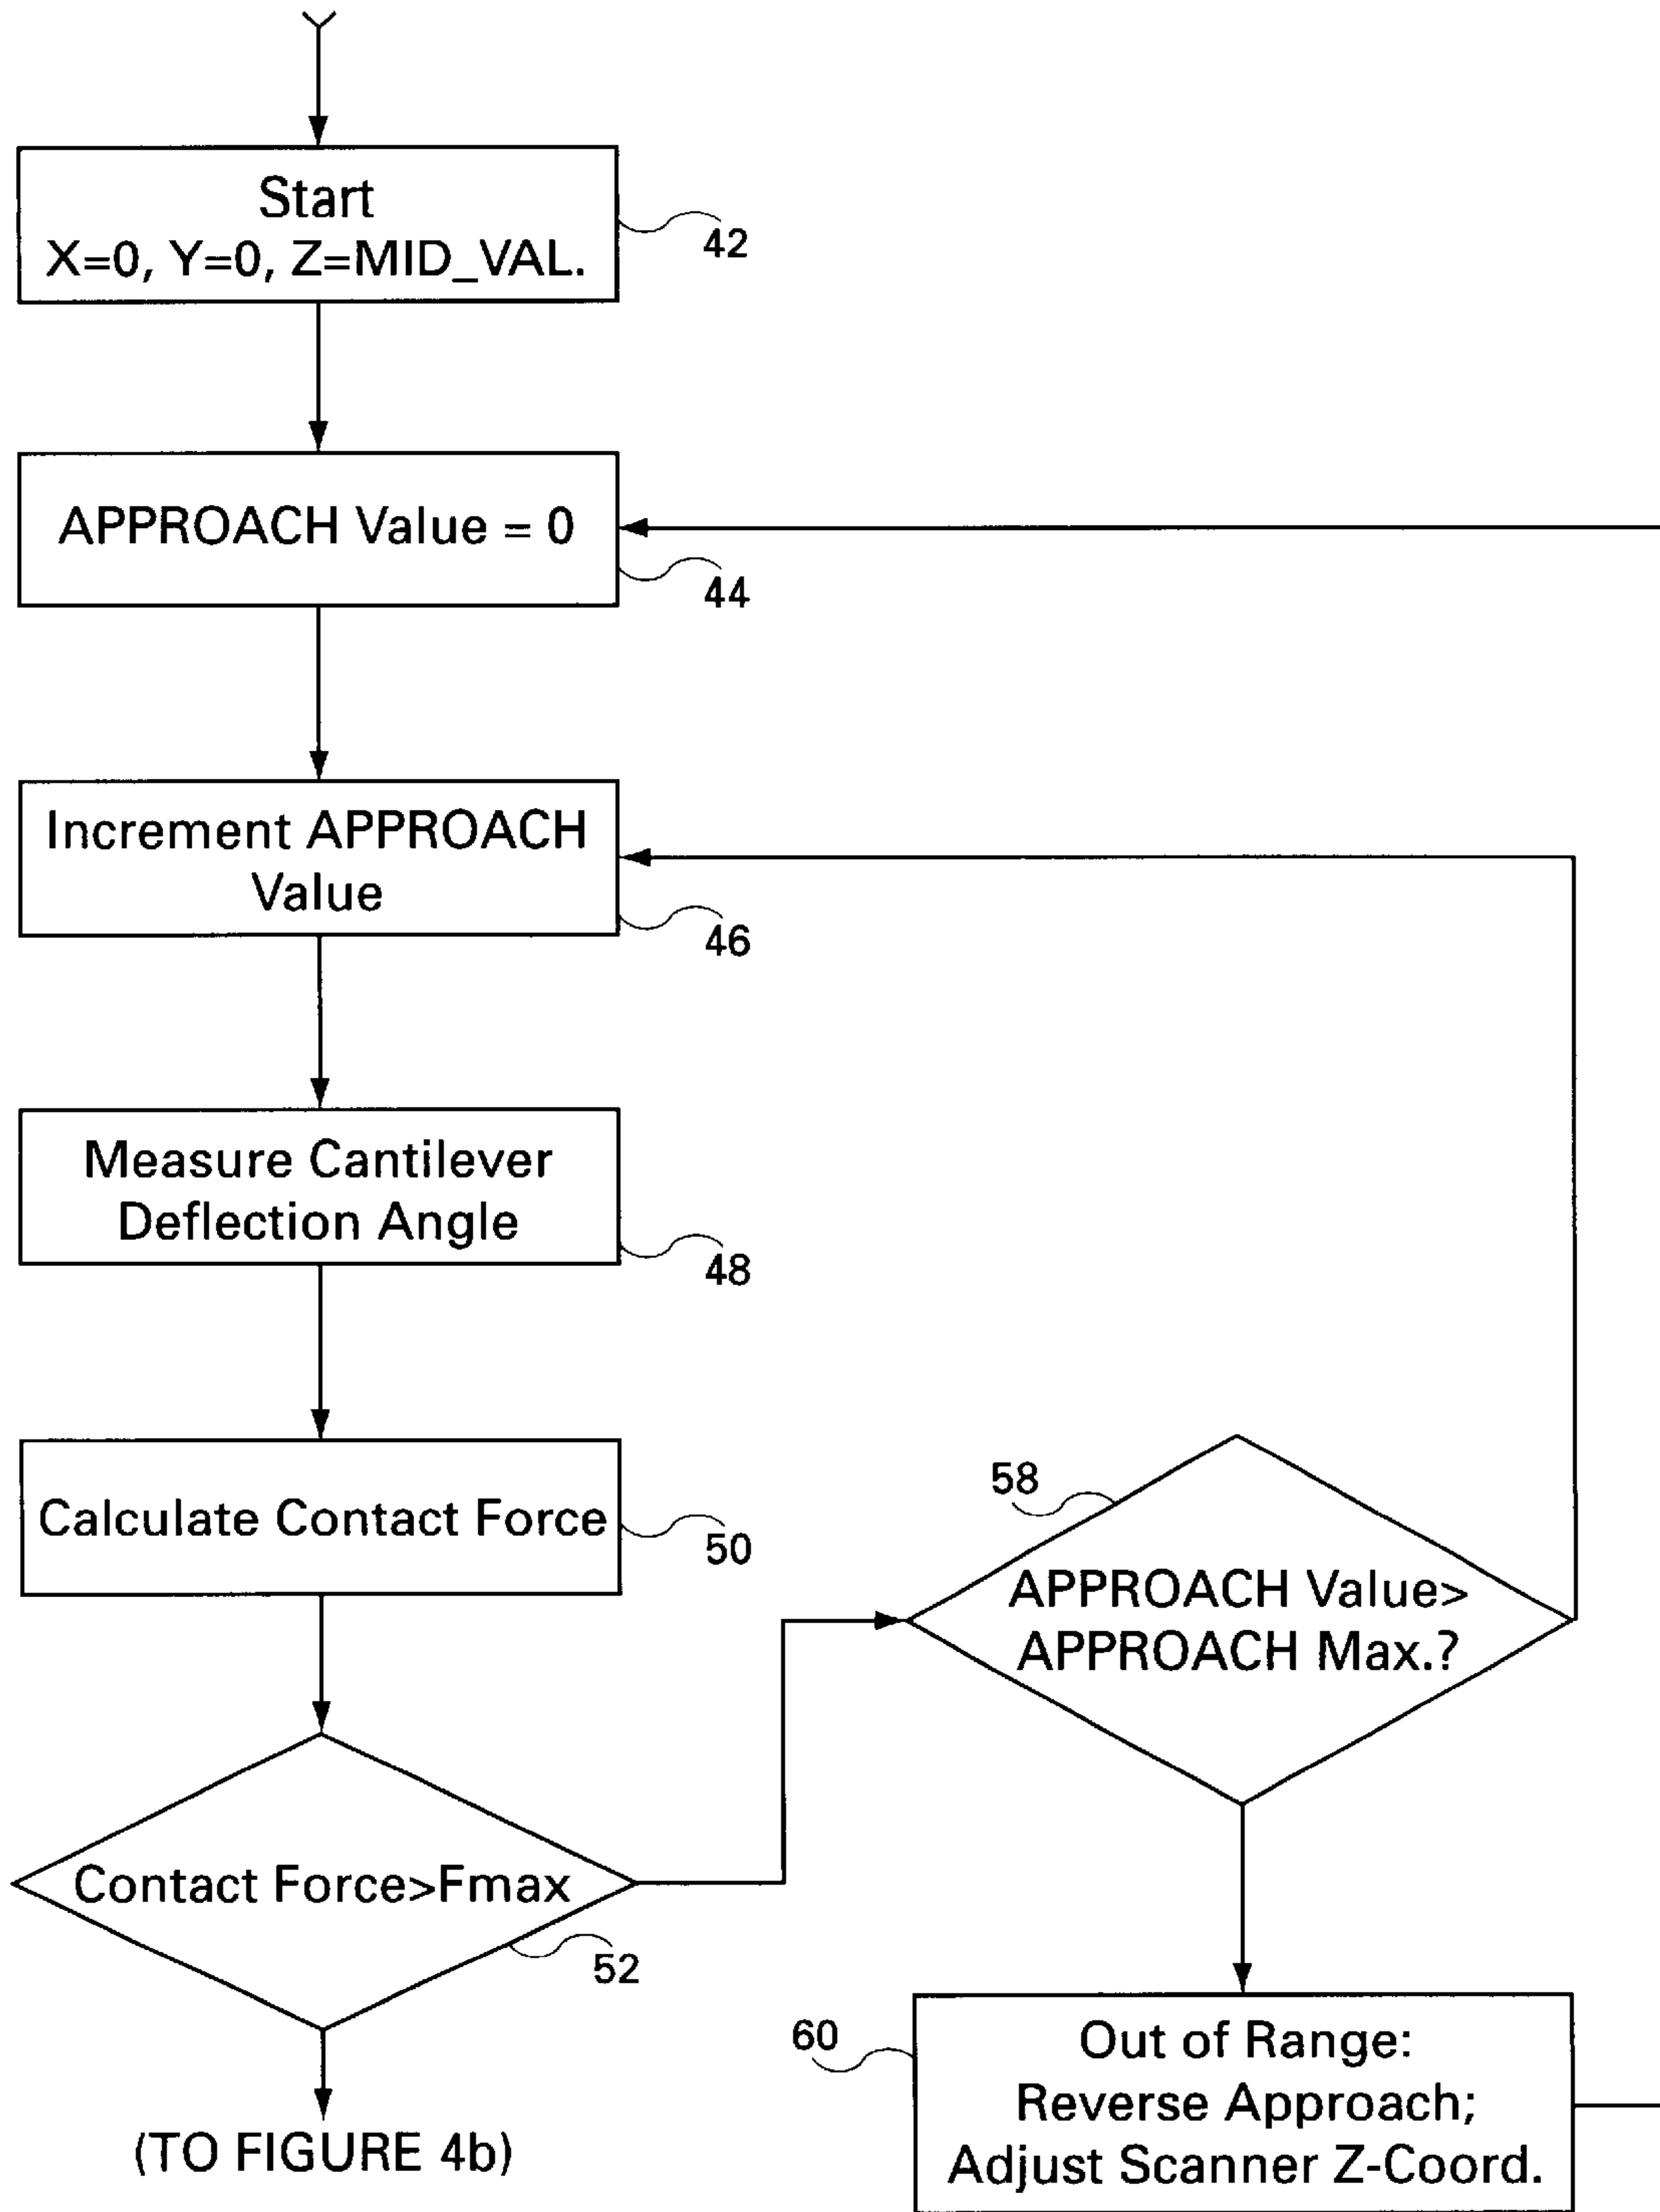 Start
X=0, Y=0, Z=MID_VAL.
42
APPROACH Value = 0
44
Increment APPROACH
Value
46
Measure Cantilever
Deflection Angle
48
Calculate Contact Force
50
58
APPROACH Value>
APPROACH Max.?
Contact Force>Fmax
52
60
Out of Range:
Reverse Approach;
Adjust Scanner Z-Coord.
(TO FIGURE 4b)